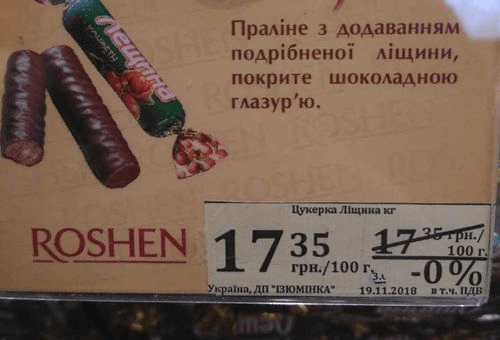 Ліщина
конфети
Праліне з додаванням
подрібненої ліщини,
покрите шоколадною
глазур'ю.
ROSHEN
Цукерка Ліщина кг
17 35
грн./100 г.
17 35 грн./
100 г.
-0%
Україна, ДП "ІЗЮМІНКА"
19.11.2018
в т.ч. ПДВ